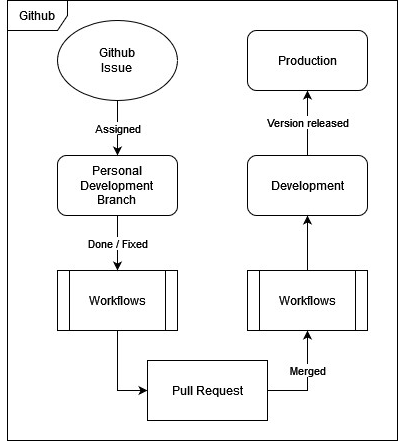 Github
Github
Issue
Assigned
Personal
Development
Branch
Done / Fixed
Workflows
Pull Request
Merged
Workflows
Development
Version released
Production